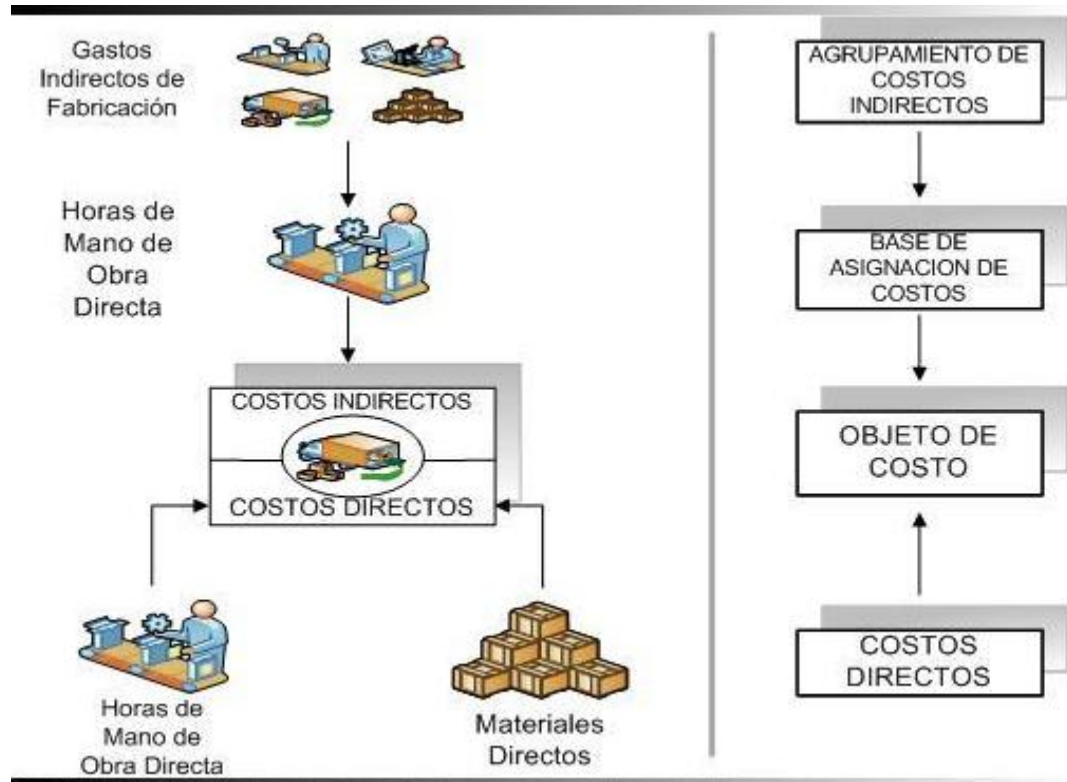 Gastos
Indirectos de
Fabricación
Horas de
Mano de
Obra
Directa
COSTOS INDIRECTOS
COSTOS DIRECTOS
Horas de
Mano de
Obra Directa
Materiales
Directos
AGRUPAMIENTO DE
COSTOS
INDIRECTOS
BASE DE
ASIGNACION DE
COSTOS
OBJETO DE
COSTO
COSTOS
DIRECTOS